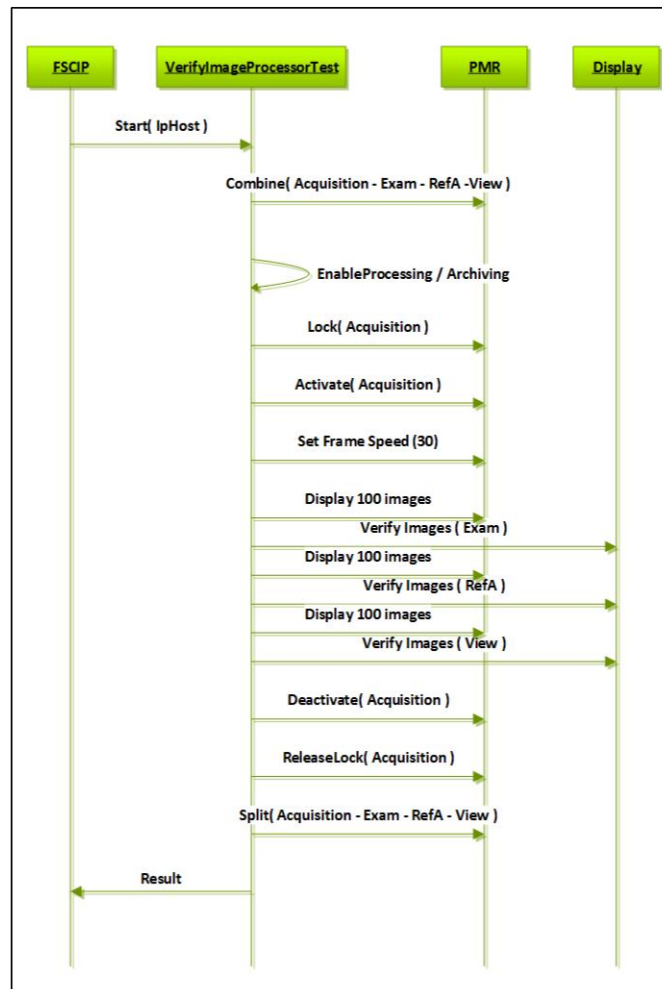 FSCIP
VerifyImageProcessorTest
PMR
Display
Start( IpHost )
Combine( Acquisition - Exam - RefA -View )
EnableProcessing / Archiving
Lock( Acquisition )
Activate( Acquisition )
Set Frame Speed (30)
Display 100 images
Verify Images ( Exam )
Display 100 images
Verify Images ( RefA )
Display 100 images
Verify Images ( View )
Deactivate( Acquisition )
ReleaseLock( Acquisition )
Split( Acquisition - Exam - RefA - View )
Result